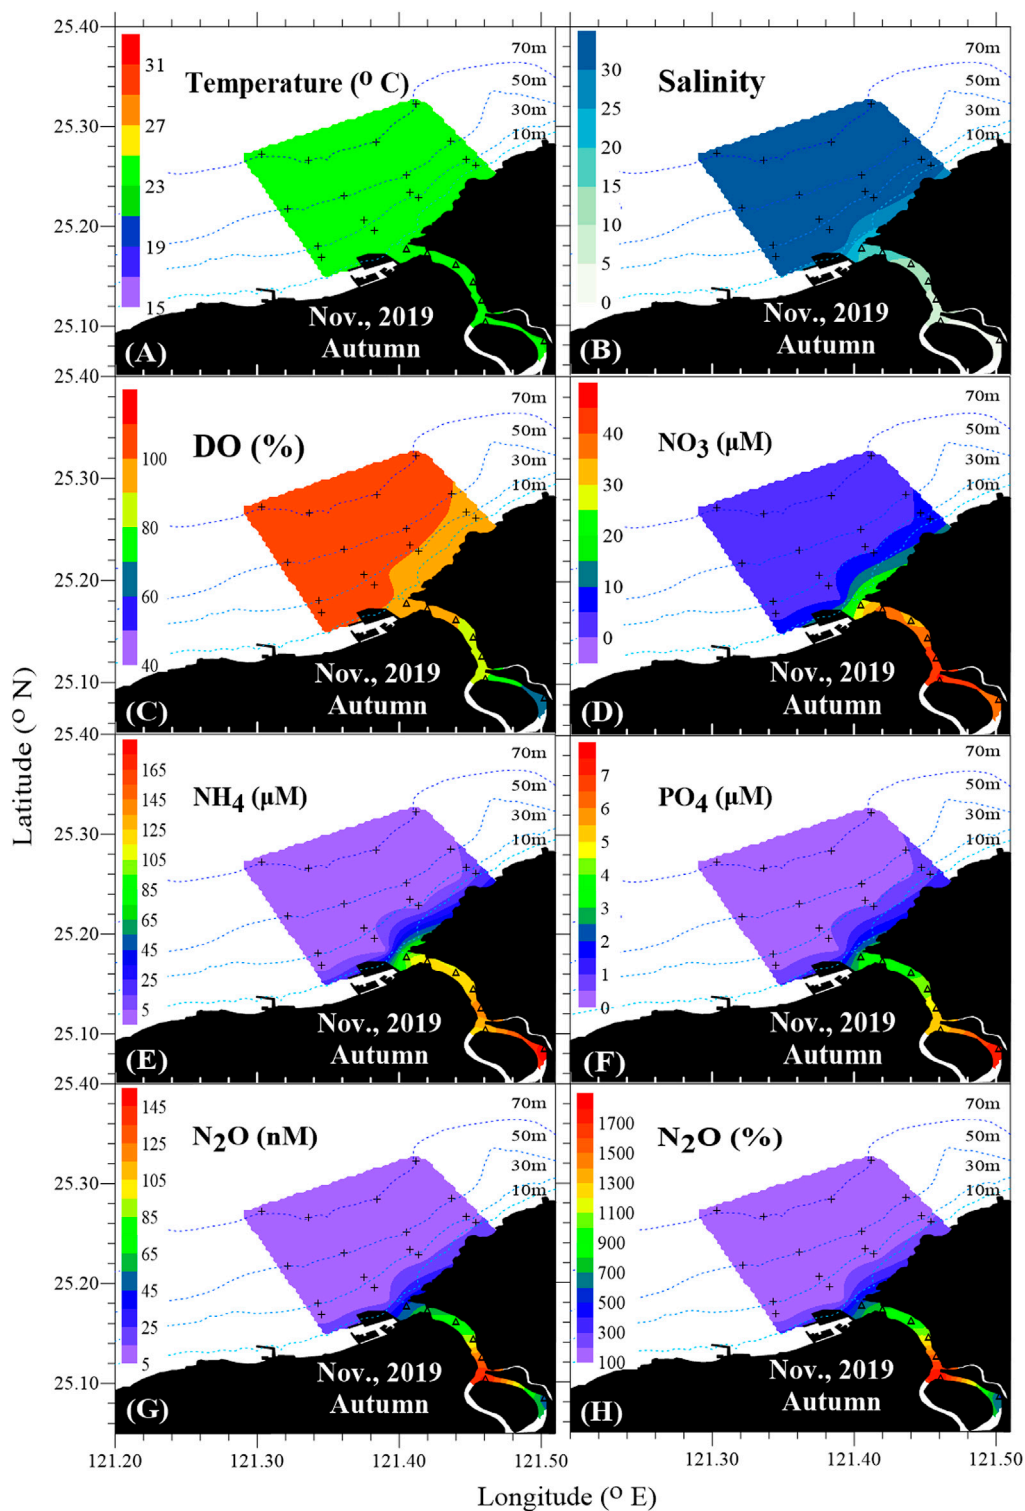 25.40
25.30
25.20
25.10
31
27
23
19
15
Temperature (º C)
70m
50m
30m
10m
Nov., 2019
Autumn
(A)
30
25
20
15
10
5
0
Salinity
70m
50m
30m
10m
Nov., 2019
Autumn
(B)
25.40
25.30
25.20
25.10
100
80
60
40
DO (%)
70m
50m
30m
10m
Nov., 2019
Autumn
(C)
40
30
20
10
0
NO3 (μM)
70m
50m
30m
10m
Nov., 2019
Autumn
(D)
Latitude (º N)
25.40
25.30
25.20
25.10
165
145
125
105
85
65
45
25
5
NH4 (μM)
70m
50m
30m
10m
Nov., 2019
Autumn
(E)
7
6
5
4
3
2
1
0
PO4 (μM)
70m
50m
30m
10m
Nov., 2019
Autumn
(F)
25.40
25.30
25.20
25.10
145
125
85
65
45
25
5
N2O (nM)
70m
50m
30m
10m
Nov., 2019
Autumn
(G)
1700
1500
1300
1100
900
700
500
300
100
N2O (%)
70m
50m
30m
10m
Nov., 2019
Autumn
(H)
121.20
121.30
121.40
121.50
121.30
121.40
121.50
Longitude (º E)